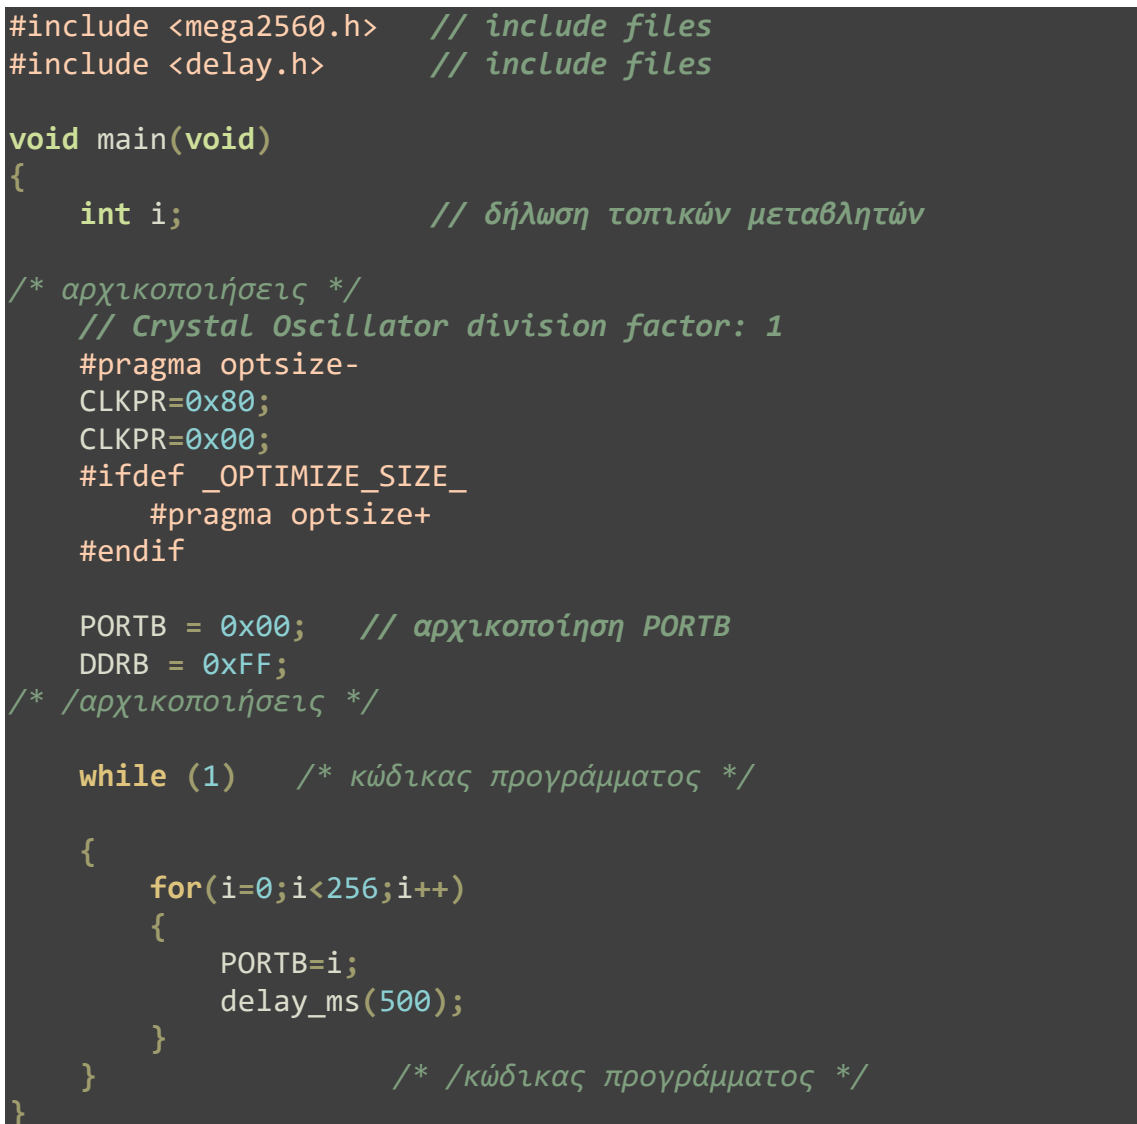 #include <mega2560.h>   // include files
#include <delay.h>      // include files
void main(void)
{
    int i;              // δήλωση τοπικών μεταβλητών
/* αρχικοποιήσεις */
    // Crystal Oscillator division factor: 1
    #pragma optsize-
    CLKPR=0x80;
    CLKPR=0x00;
    #ifdef _OPTIMIZE_SIZE_
        #pragma optsize+
    #endif
    PORTB = 0x00;   // αρχικοποίηση PORTB
    DDRB = 0xFF;
/* /αρχικοποιήσεις */
    while (1)   /* κώδικας προγράμματος */
    {
        for(i=0;i<256;i++)
        {
            PORTB=i;
            delay_ms(500);
        }
    }                 /* /κώδικας προγράμματος */
}